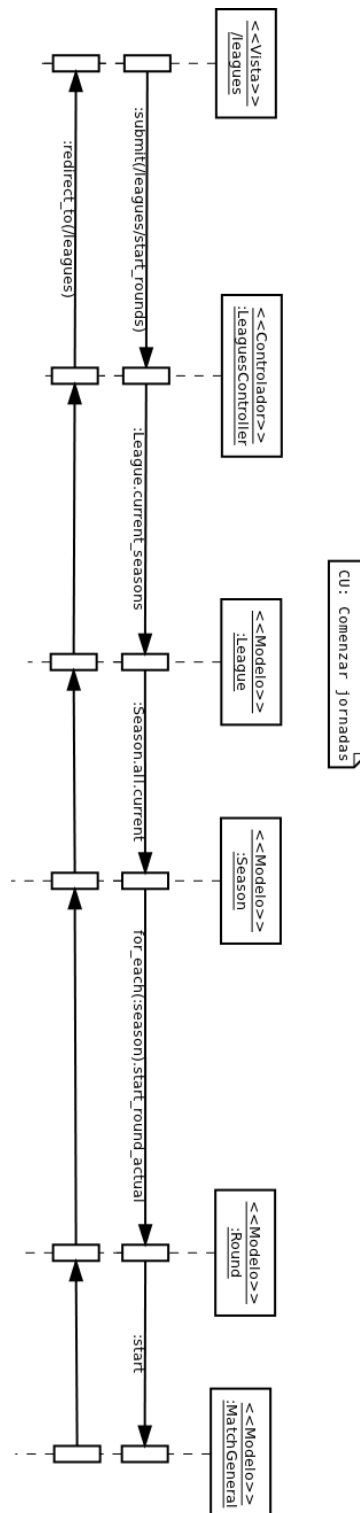 CU: Comenzar jornadas
<<Vista>>
/leagues
<<Controlador>>
:LeaguesController
<<Modelo>>
:League
<<Modelo>>
:Season
<<Modelo>>
:Round
<<Modelo>>
:MatchGeneral
:submit(/leagues/start_rounds)
:League.current_seasons
:Season.all.current
for_each(:season).start_round_actual
:start
:redirect_to(/leagues)